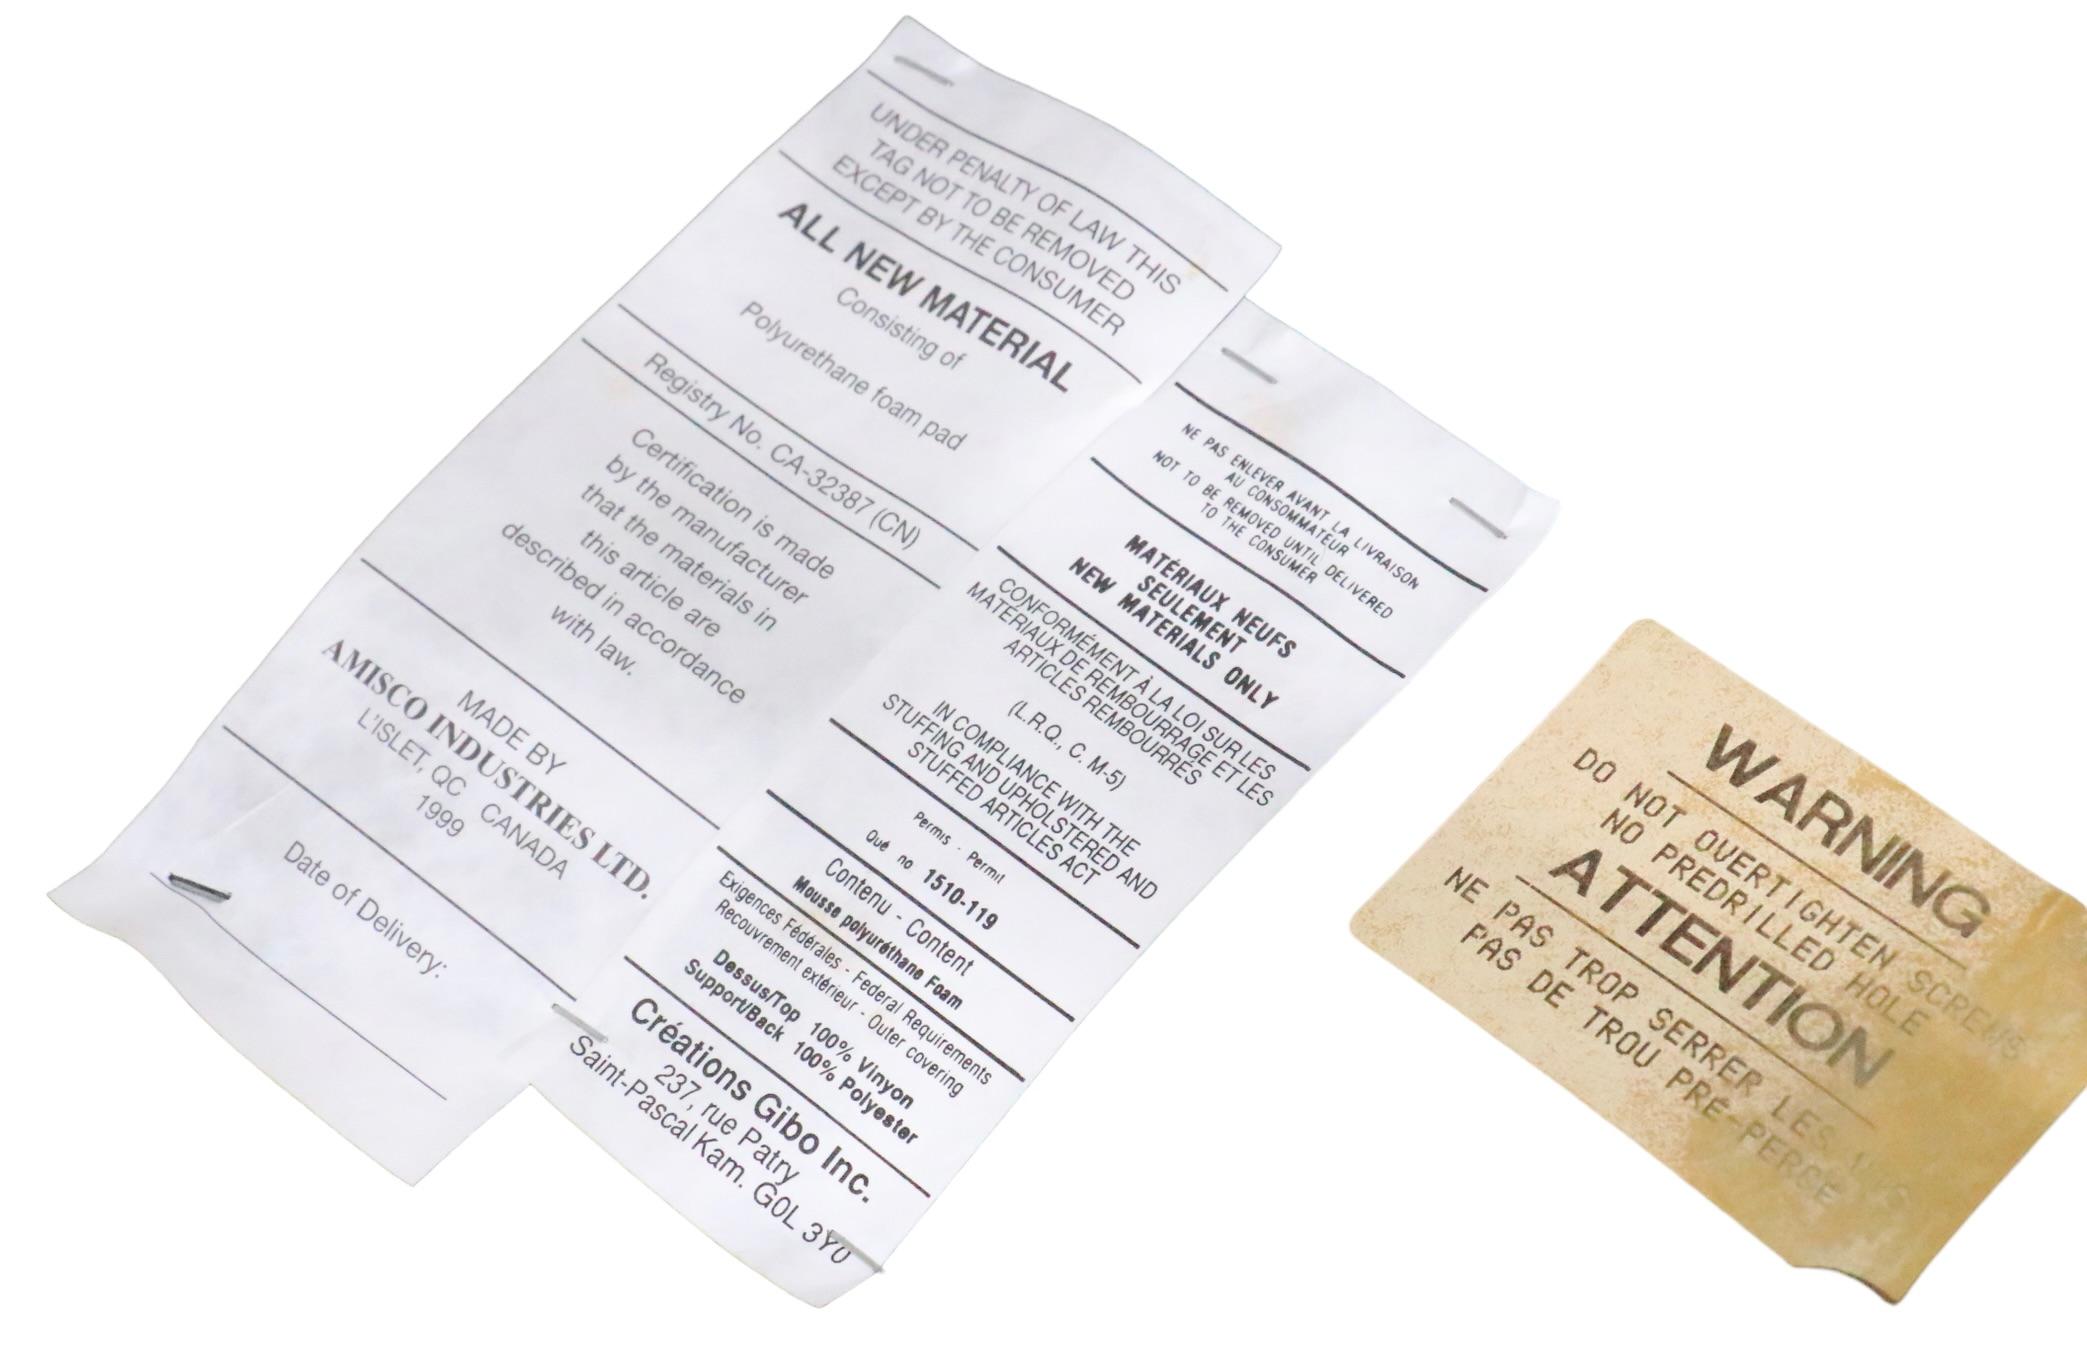 UNDER PENALTY OF LAW THIS
TAG NOT TO BE REMOVED
EXCEPT BY THE CONSUMER
ALL NEW MATERIAL
Consisting of
Polyurethane foam pad
Registry No. CA-32387 (CN)
Certification is made
by the manufacturer
that the materials in
this article are
described in accordance
with law.
MADE BY
AMISCO INDUSTRIES LTD.
L'ISLET, QC CANADA
1999
Date of Delivery:
NE PAS ENLEVER AVANT LA LIVRAISON
AU CONSOMMATEUR
NOT TO BE REMOVED UNTIL DELIVERED
TO THE CONSUMER
MATÉRIAUX NEUFS
SEULEMENT
NEW MATERIALS ONLY
CONFORMÉMENT À LA LOI SUR LES
MATÉRIAUX DE REMBOURRAGE ET LES
ARTICLES REMBOURRÉS
(L.R.Q., C. M-5)
IN COMPLIANCE WITH THE
STUFFING AND UPHOLSTERED AND
STUFFED ARTICLES ACT
Permis - Permit
Qué no 1510-119
Contenu - Content
Mousse polyuréthane Foam
Exigences Fédérales - Federal Requirements
Recouvrement extérieur - Outer covering
Dessus/Top 100% Vinyon
Support/Back 100% Polyester
Créations Gibo Inc.
237, rue Patry
Saint-Pascal Kam. G0L 3Y0
WARNING
DO NOT OVERTIGHTEN SCREWS
NO PREDRILLED HOLE
ATTENTION
NE PAS TROP SERRER LES VIS
PAS DE TROU PRÉ-PERCÉ